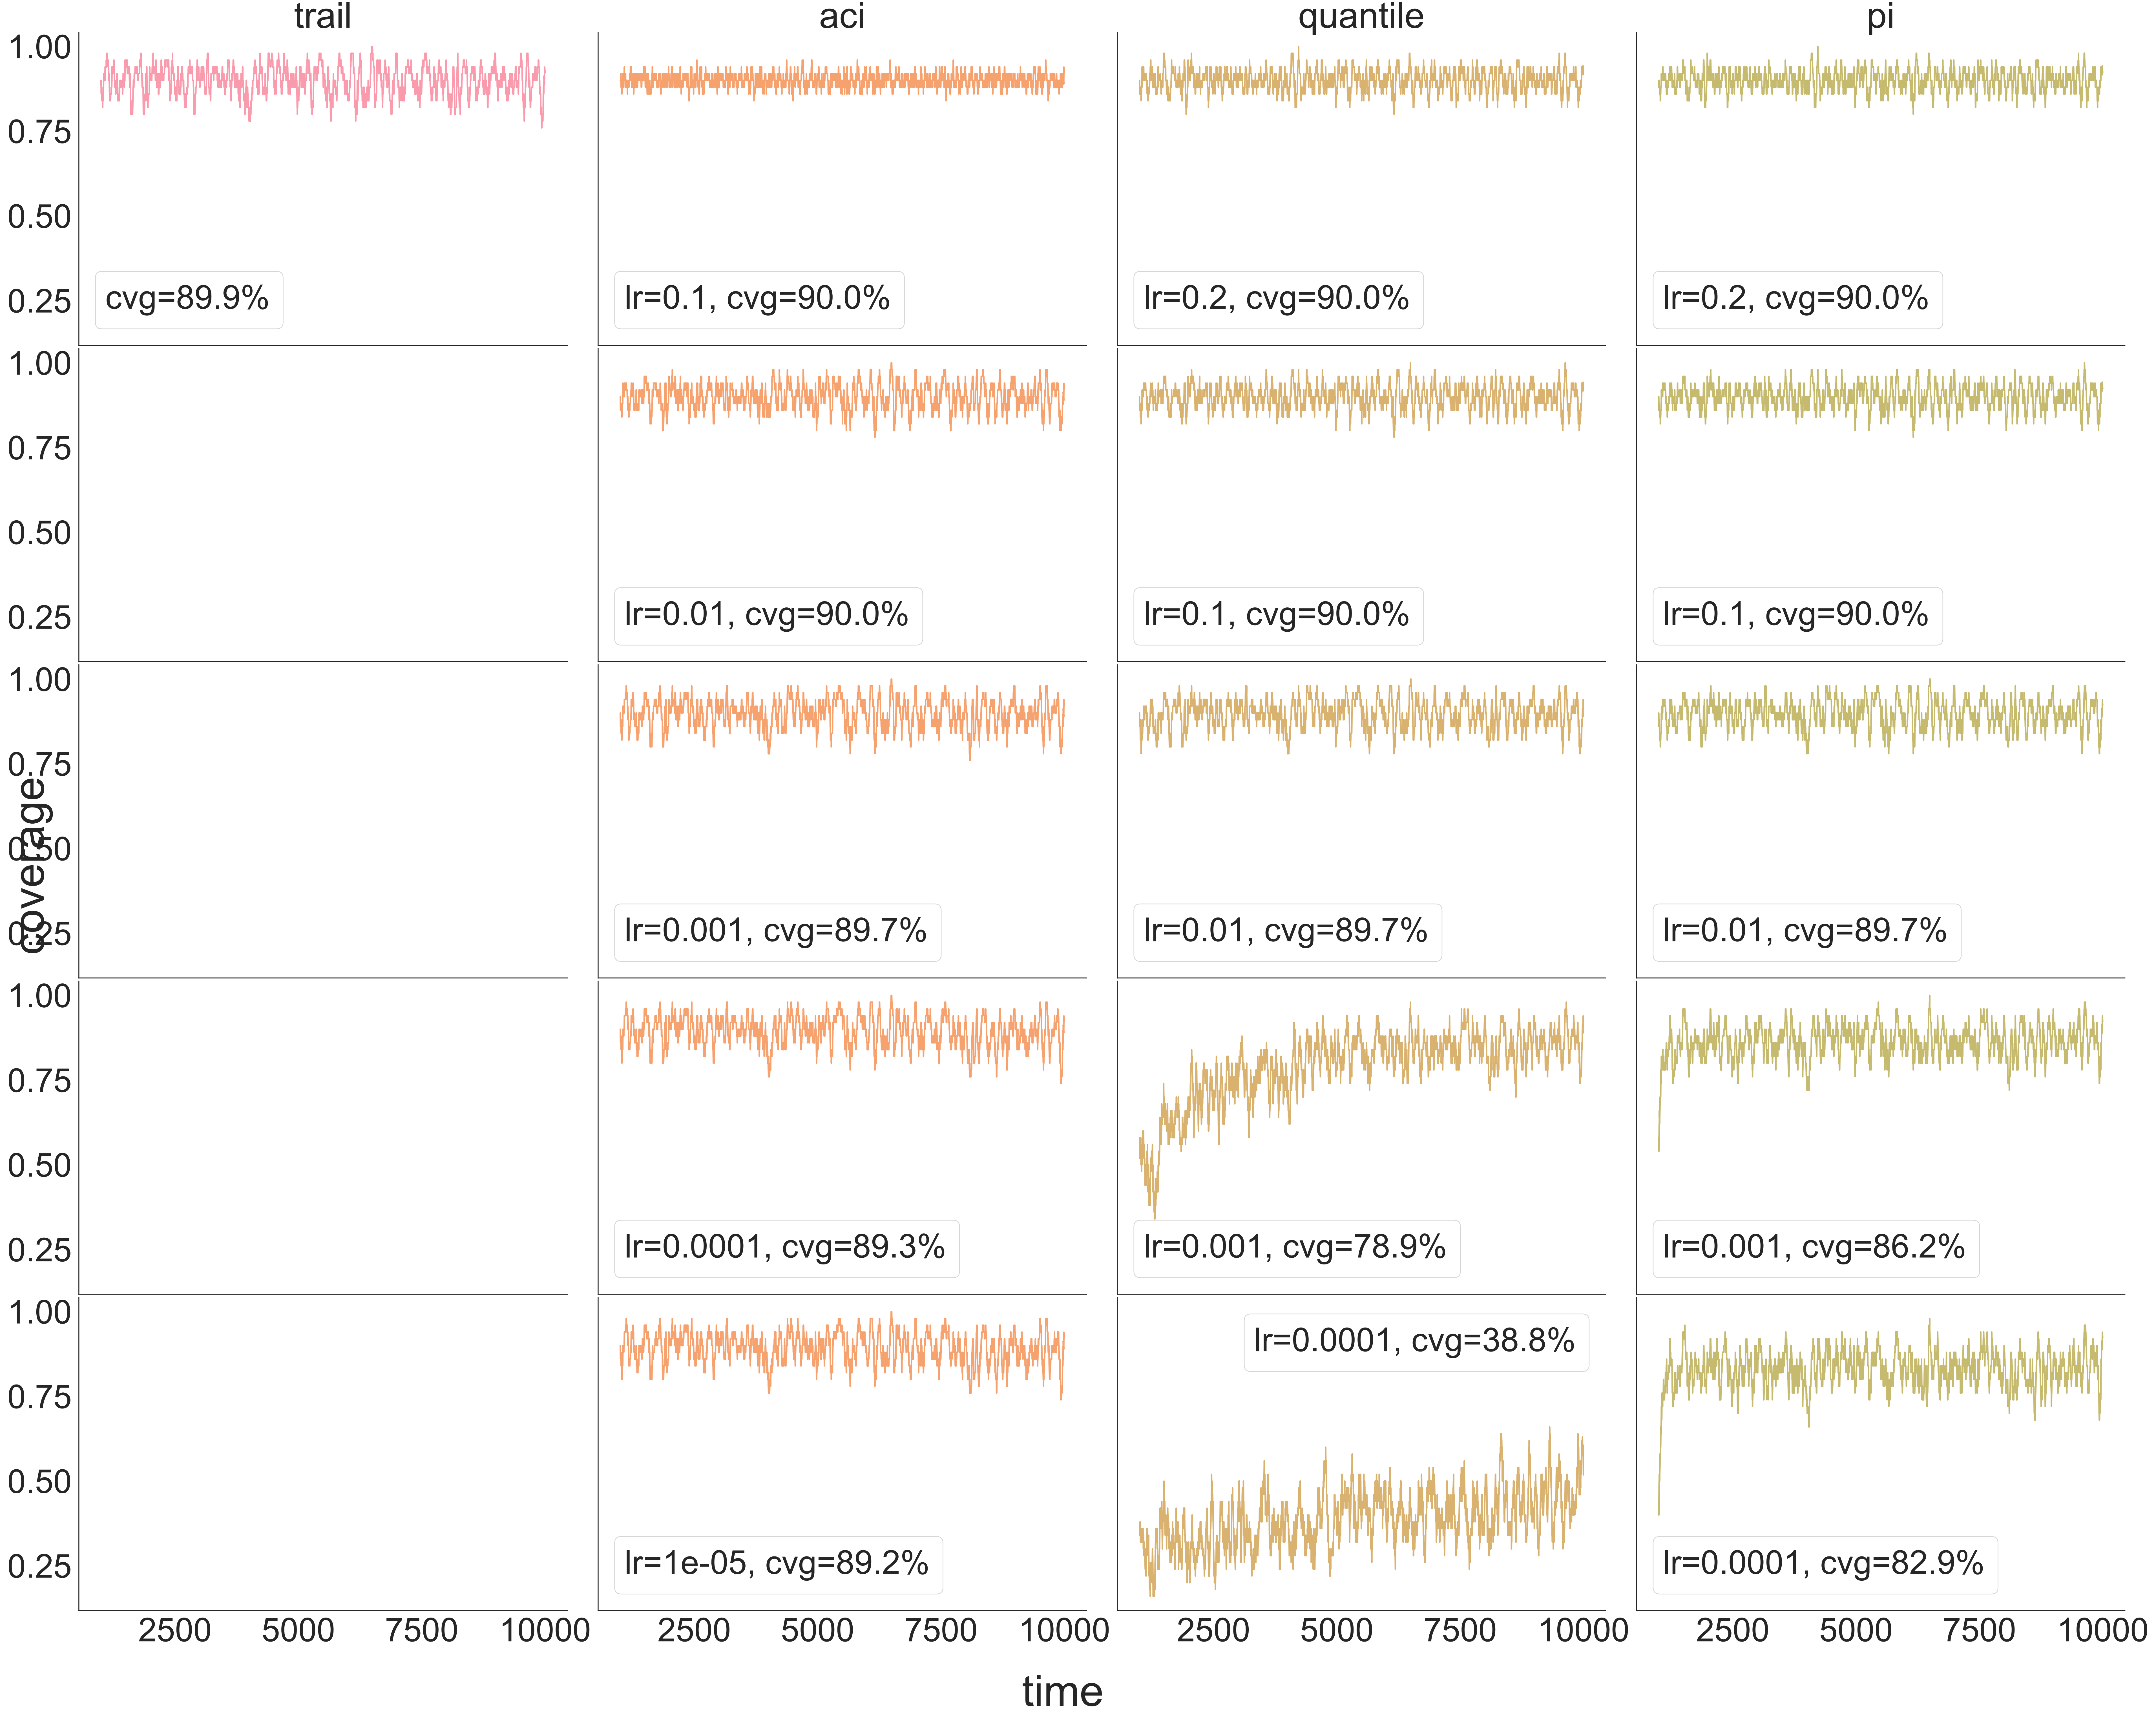 trail aci quantile pi
1.00
0.75
0.50
0.25
cvg=89.9%
lr=0.1, cvg=90.0%
lr=0.2, cvg=90.0%
lr=0.2, cvg=90.0%
1.00
0.75
0.50
0.25
lr=0.01, cvg=90.0%
lr=0.1, cvg=90.0%
lr=0.1, cvg=90.0%
coverage
1.00
0.75
0.50
0.25
lr=0.001, cvg=89.7%
lr=0.01, cvg=89.7%
lr=0.01, cvg=89.7%
1.00
0.75
0.50
0.25
lr=0.0001, cvg=89.3%
lr=0.001, cvg=78.9%
lr=0.001, cvg=86.2%
1.00
0.75
0.50
0.25
lr=1e-05, cvg=89.2%
lr=0.0001, cvg=38.8%
lr=0.0001, cvg=82.9%
2500 5000 7500 10000
2500 5000 7500 10000
2500 5000 7500 10000
2500 5000 7500 10000
time